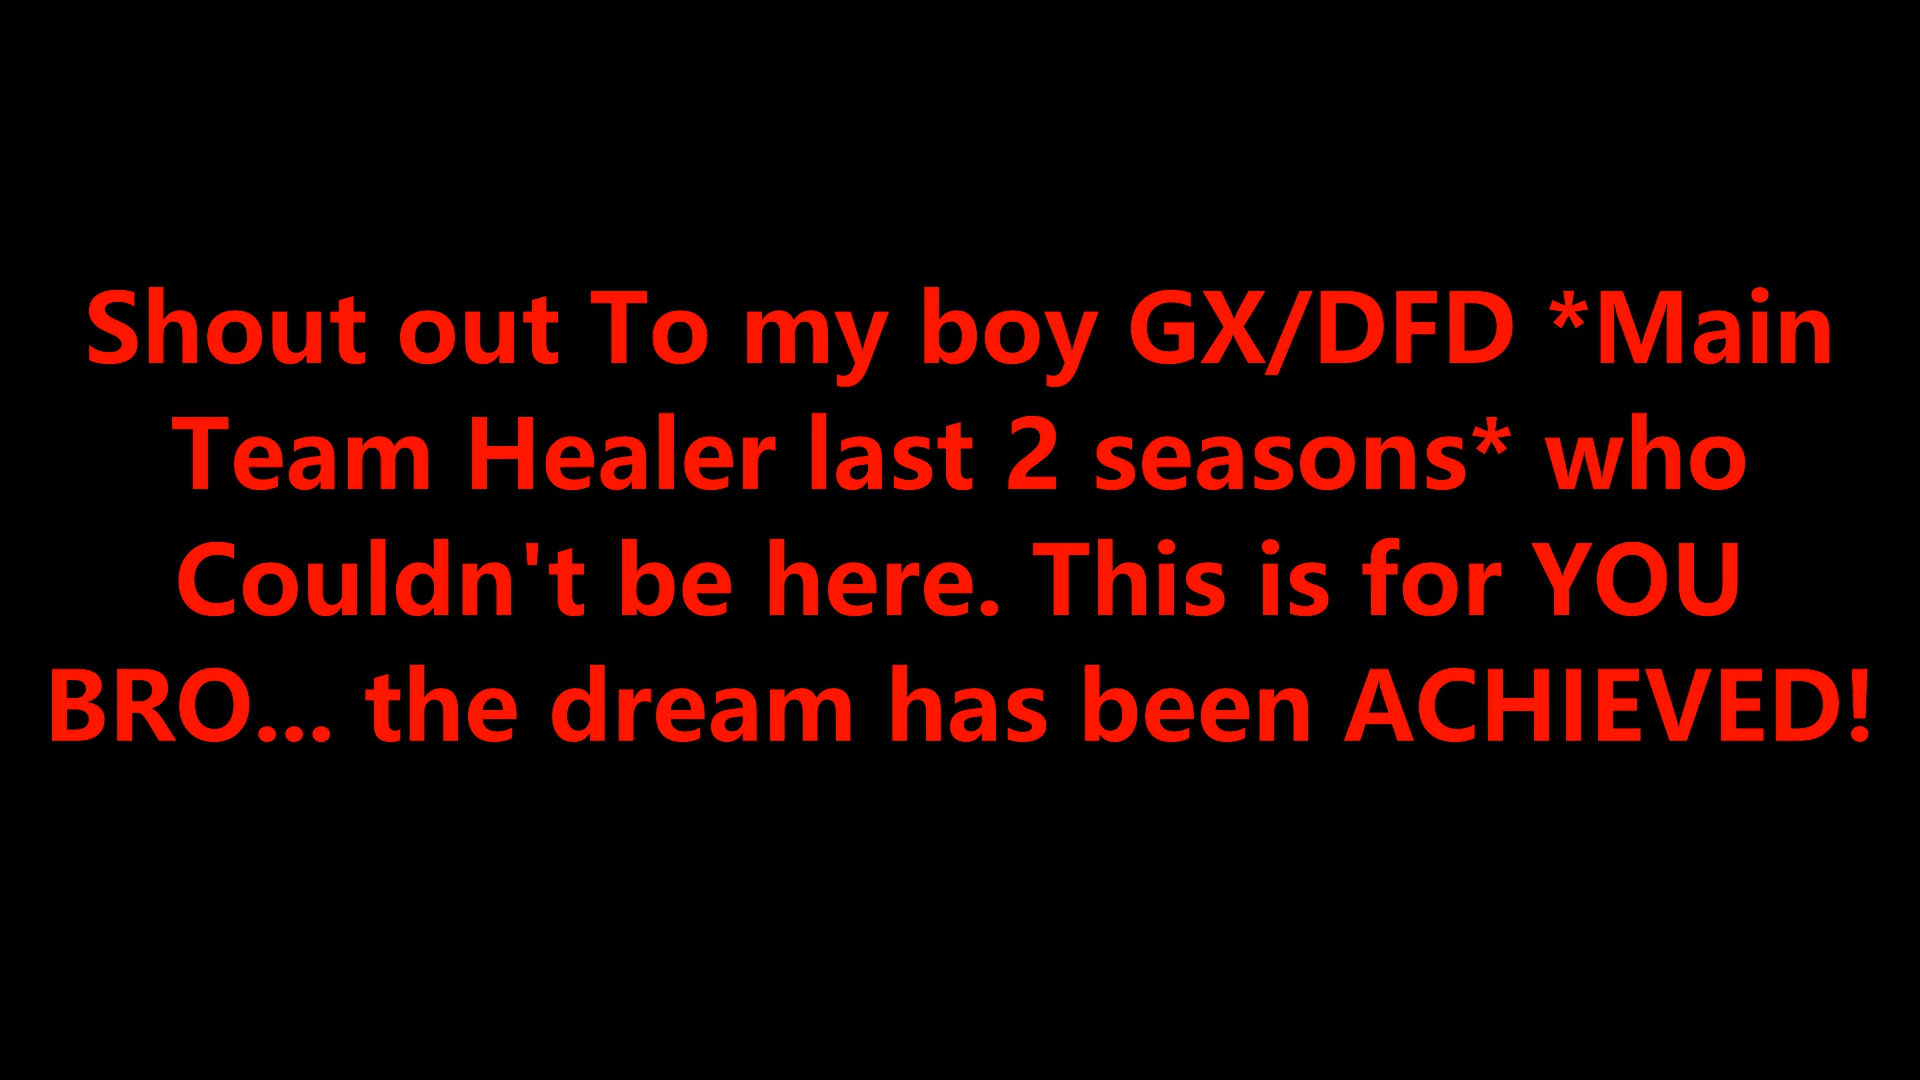 Shout out To my boy GX/DFD *Main
Team Healer last 2 seasons* who
Couldn't be here. This is for YOU
BRO... the dream has been ACHIEVED!